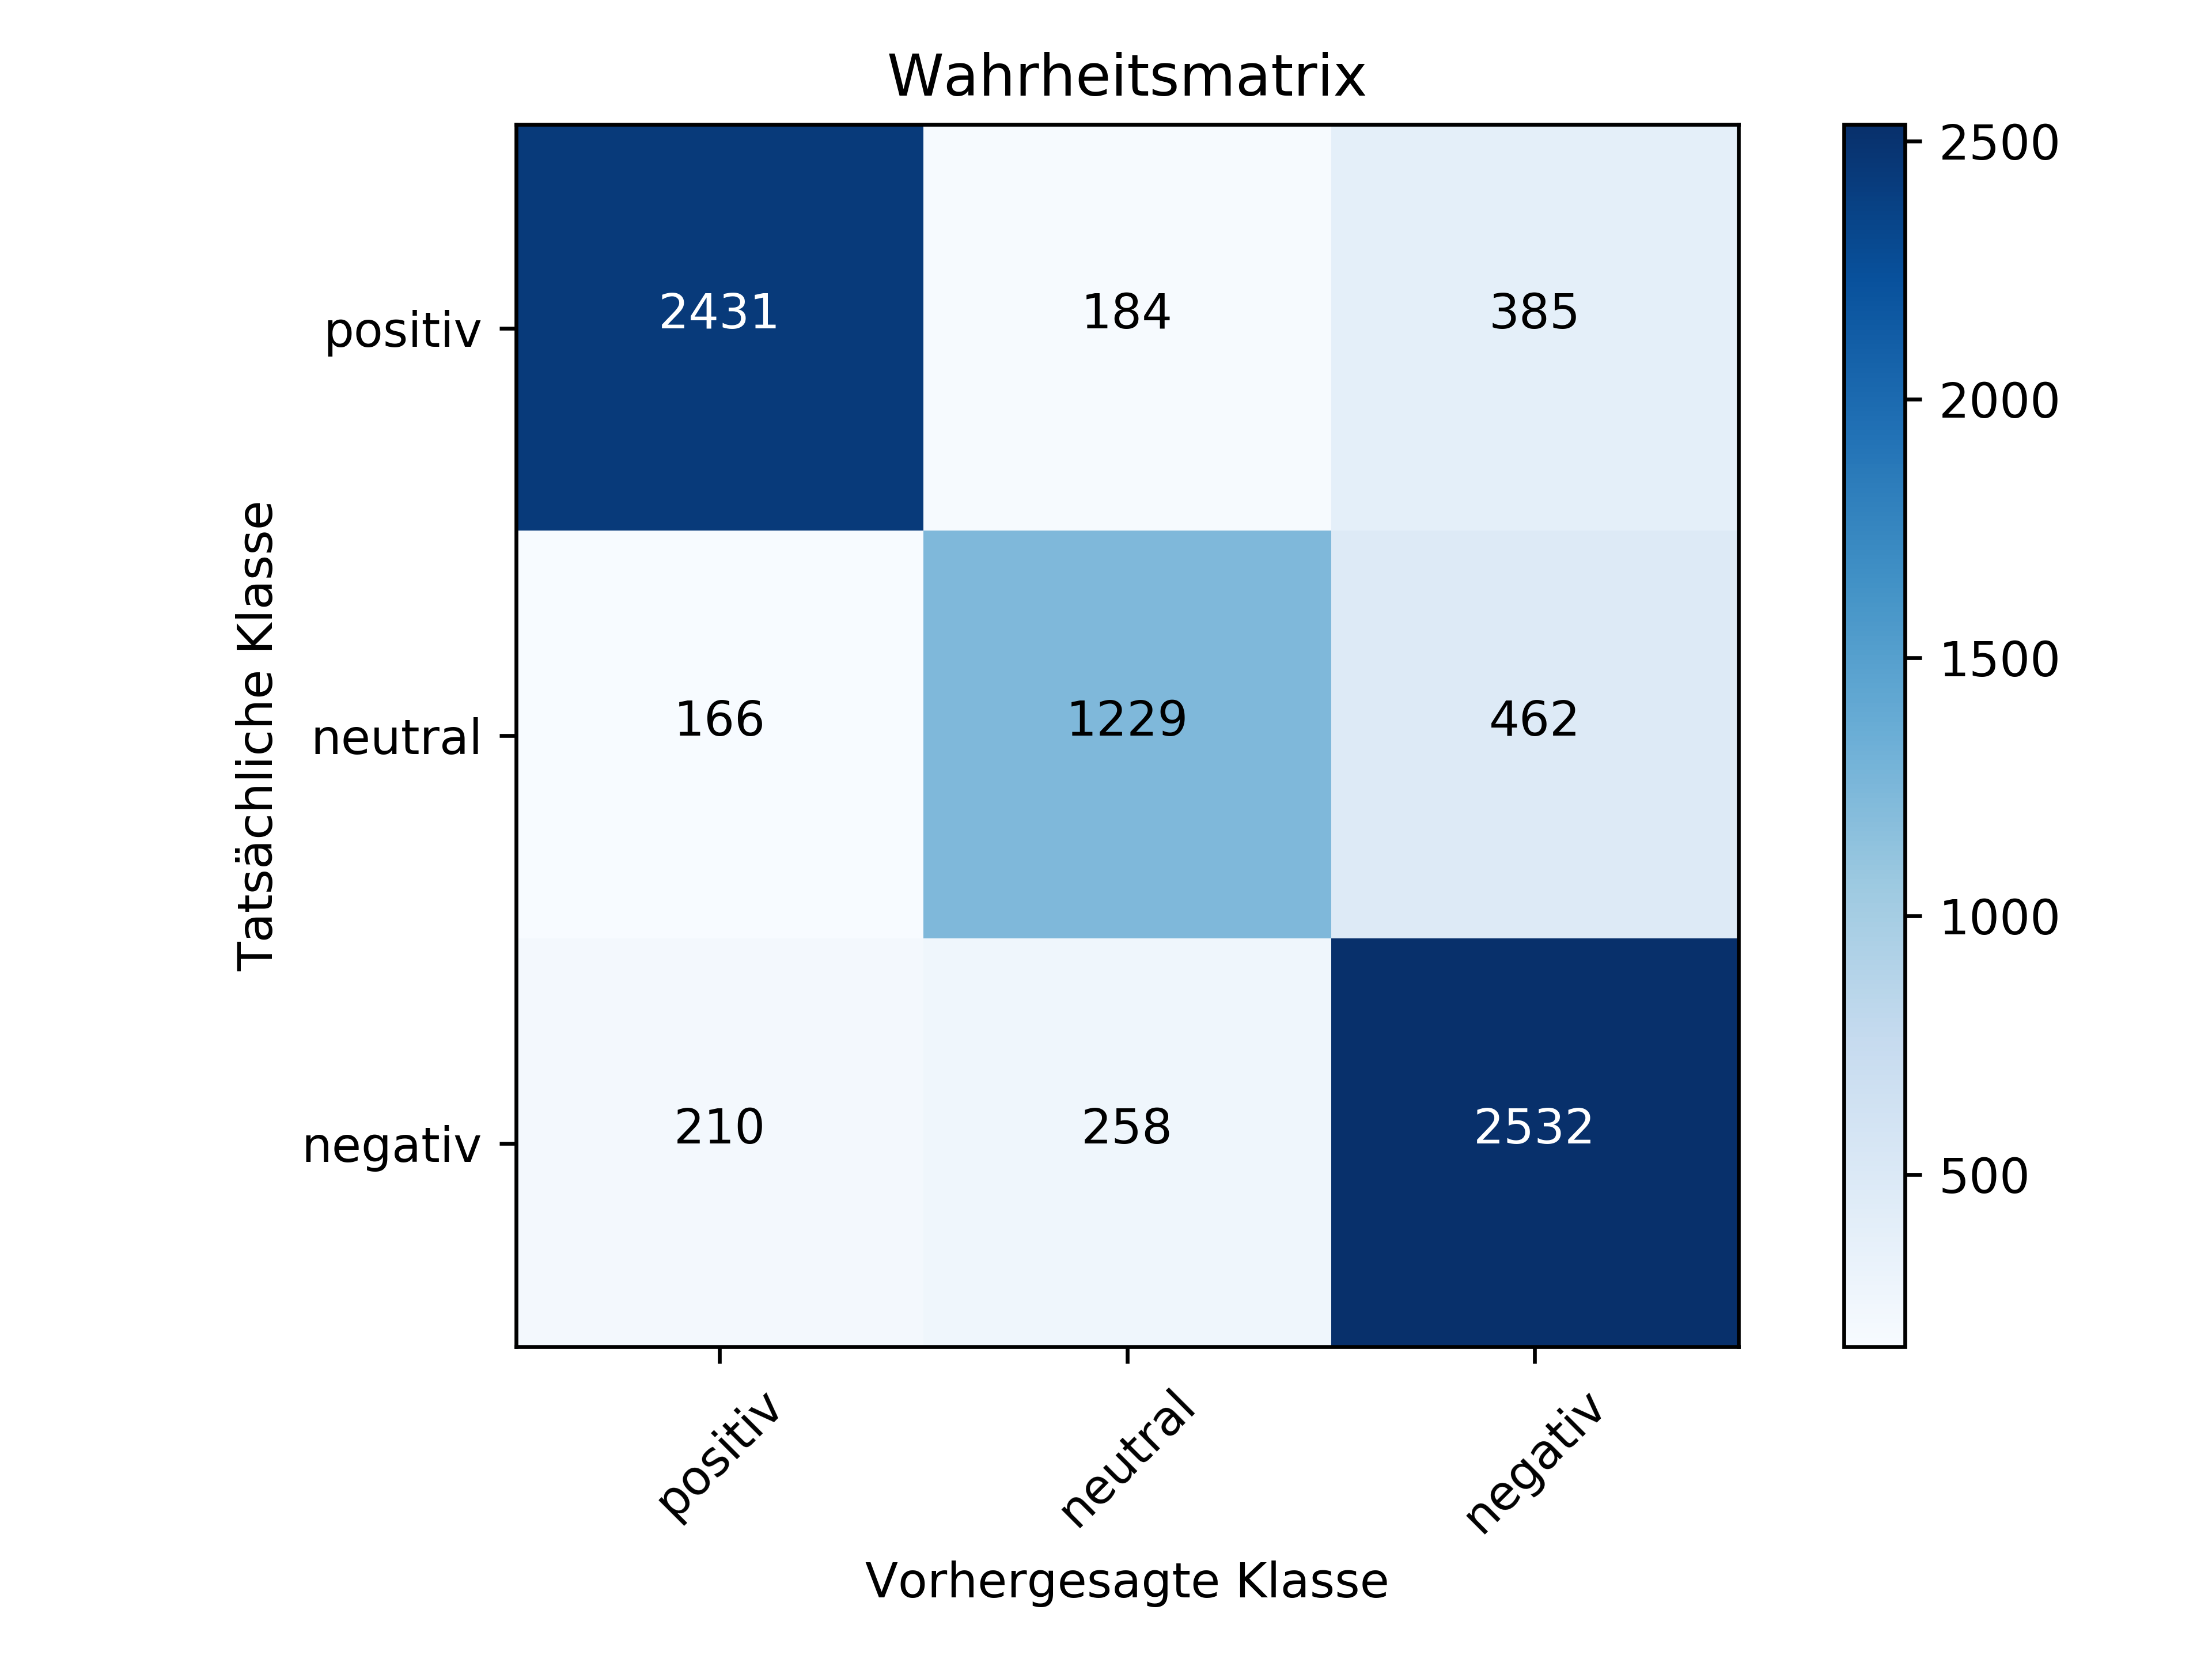 Wahrheitsmatrix
Tatsächliche Klasse
positiv
2431 184 385
neutral
166 1229 462
negativ
210 258 2532
positiv neutral negativ
Vorhergesagte Klasse
2500
2000
1500
1000
500